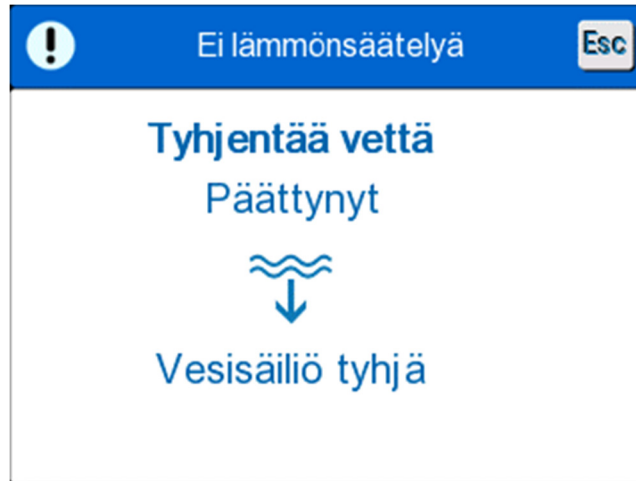 Ei lämmönsäätelyä
Esc
Tyhjentää vettä
Päättynyt
Vesisäiliö tyhjä